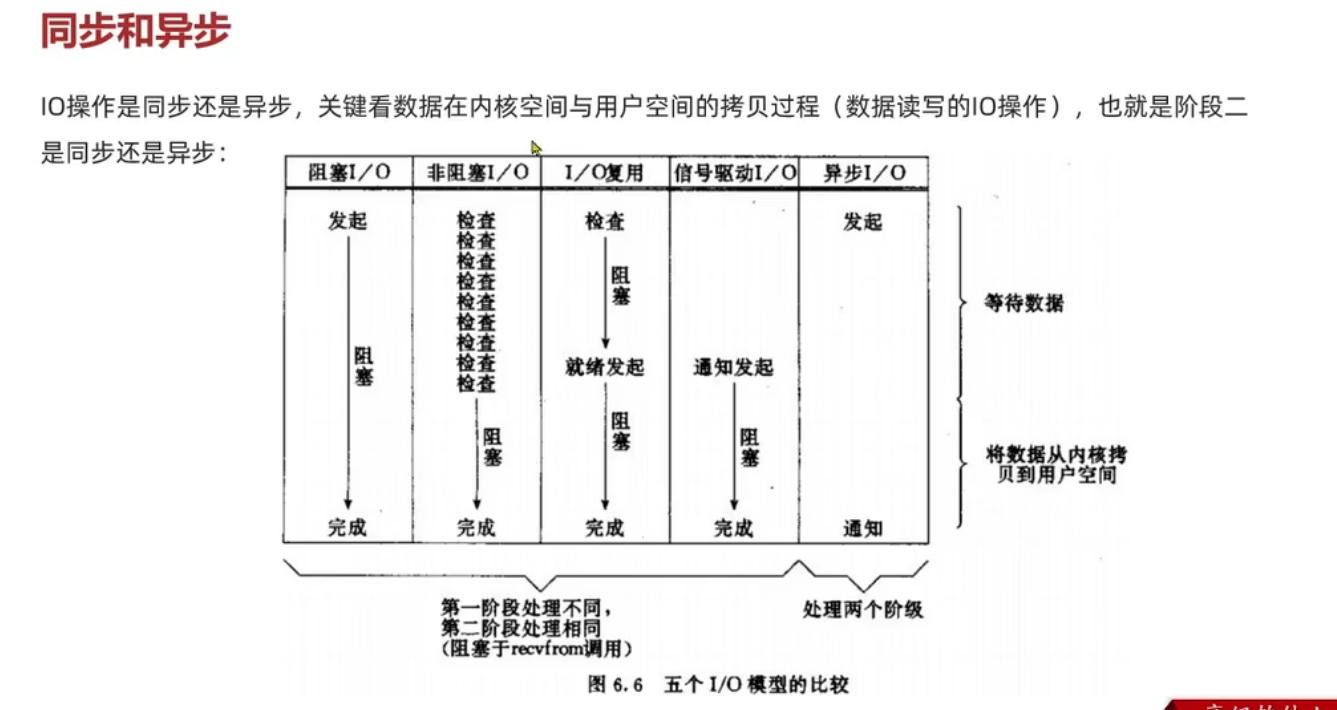 同步和异步
IO操作是同步还是异步，关键看数据在内核空间与用户空间的拷贝过程（数据读写的IO操作），也就是阶段二
是同步还是异步：
阻塞I/O 非阻塞I/O I/O复用 信号驱动I/O 异步I/O
发起 检查 检查 发起
检查
检查
检查
检查
检查
检查
检查
检查
阻塞
阻塞
就绪发起
通知发起
阻塞
阻塞
阻塞
等待数据
将数据从内核拷
贝到用户空间
完成 完成 完成 完成 通知
第一阶段处理不同，
第二阶段处理相同
（阻塞于recvfrom调用）
处理两个阶级
图 6.6 五个 I/O 模型的比较